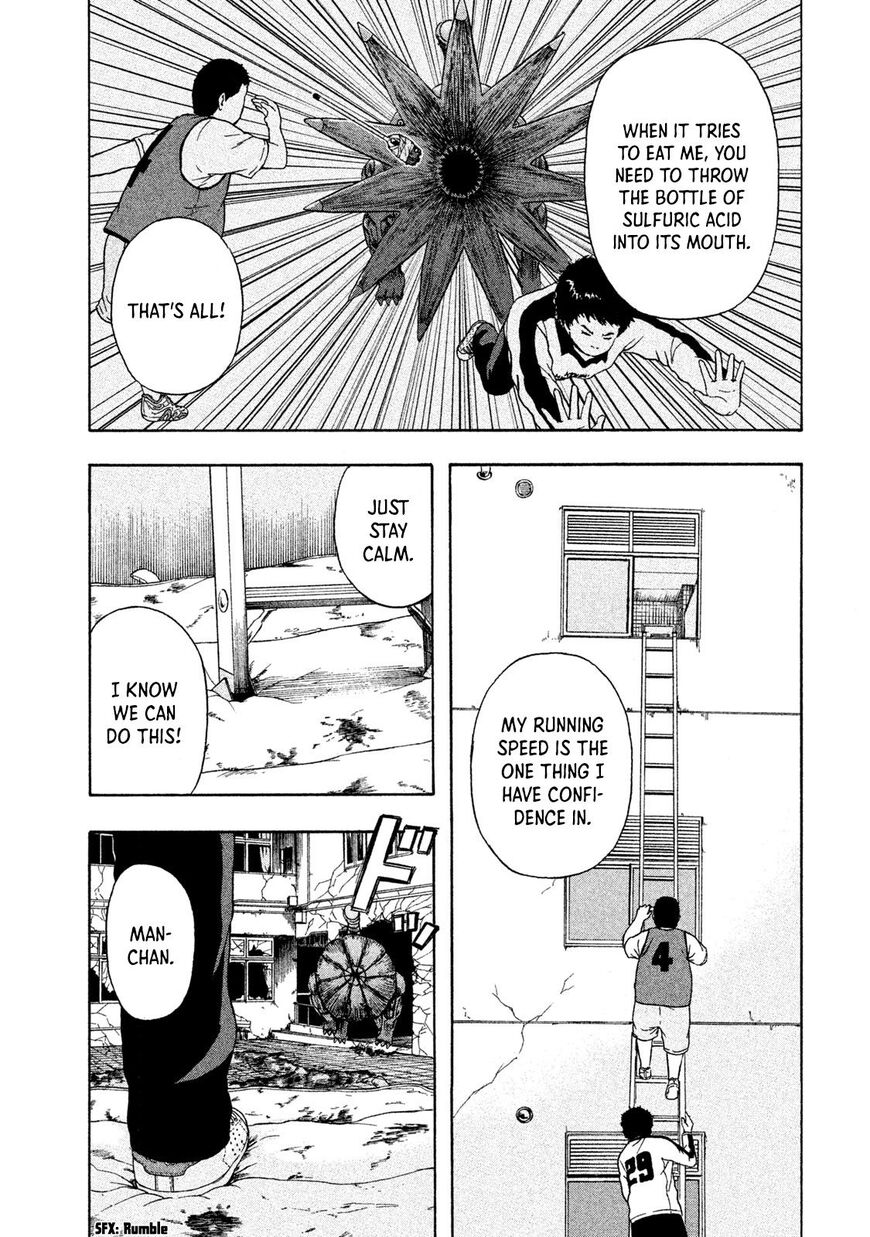 WHEN IT TRIES
TO EAT ME, YOU
NEED TO THROW
THE BOTTLE OF
SULFURIC ACID
INTO ITS MOUTH.
THAT'S ALL!
MY RUNNING
SPEED IS THE
ONE THING I
HAVE CONFI-
DENCE IN.
4
29
JUST
STAY
CALM.
I KNOW
WE CAN
DO THIS!
ドドド
MAN-
CHAN.
SFX: Rumble